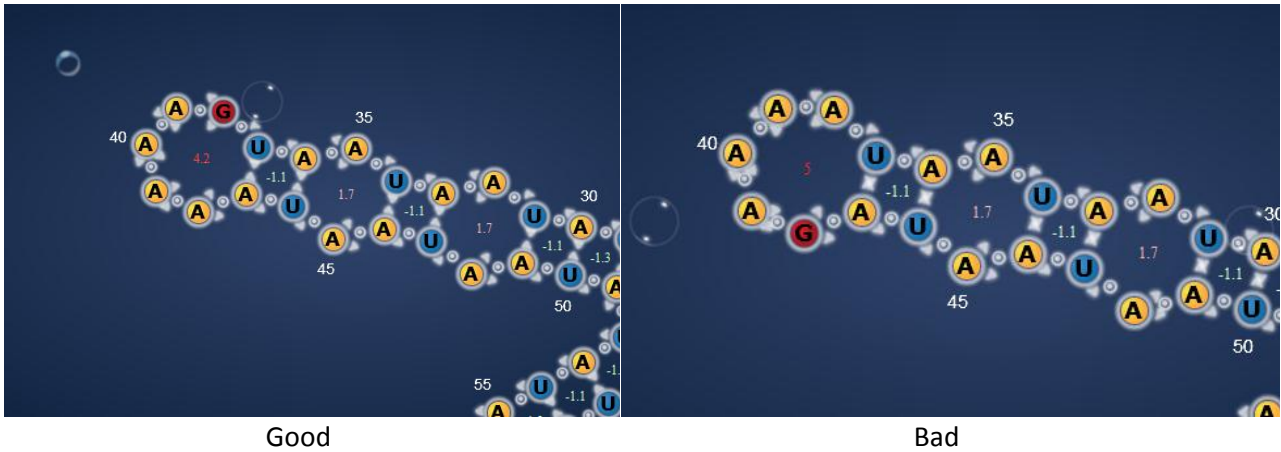 A G
35
40 A U A A
4.2 -1.1 U A A 30
A A A U 1.7 -1.1 U A
A A U 1.7 -1.1 -1.3
45 A A U A
50
A
55 U -1.1 U
A
Good
A A
35
40 A U A A
5 -1.1 U A A 30
A G A U 1.7 -1.1 U A
A A U 1.7 -1.1
45 A A U
50
A
Bad